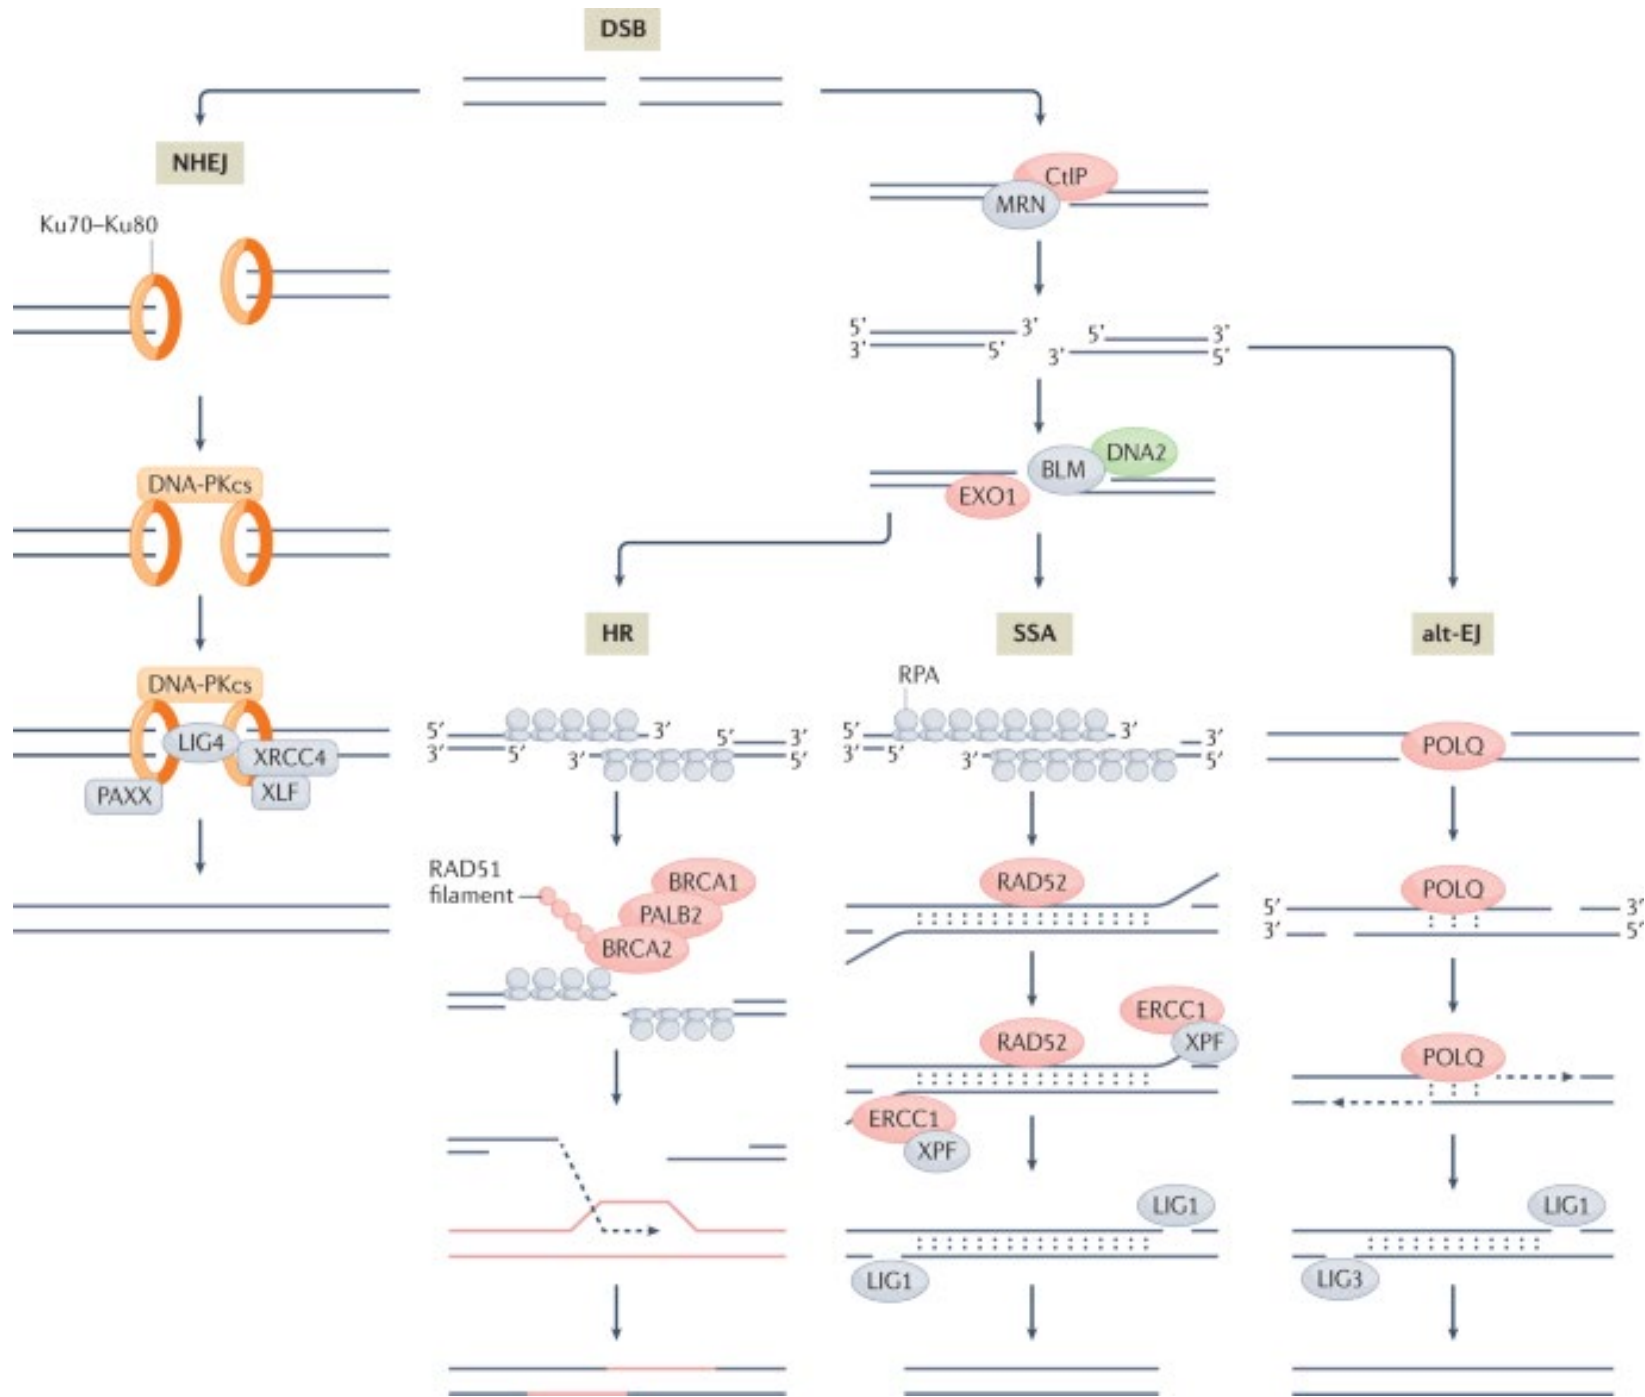 DSB
NHEJ
Ku70–Ku80
DNA-PKcs
DNA-PKcs
LIG4
XRCC4
PAXX
XLF
CtIP
MRN
5′ 3′ 5′ 3′
3′ 5′ 3′ 5′
DNA2
BLM
EXO1
HR
5′ 3′ 5′ 3′
3′ 5′ 3′ 5′
RAD51
filament
BRCA1
PALB2
BRCA2
SSA
RPA
5′ 3′ 3′
3′ 5′ 3′ 5′
RAD52
RAD52
ERCC1
XPF
ERCC1
XPF
LIG1
LIG1
alt-EJ
POLQ
POLQ
5′ 3′
3′ 5′
POLQ
LIG1
LIG3